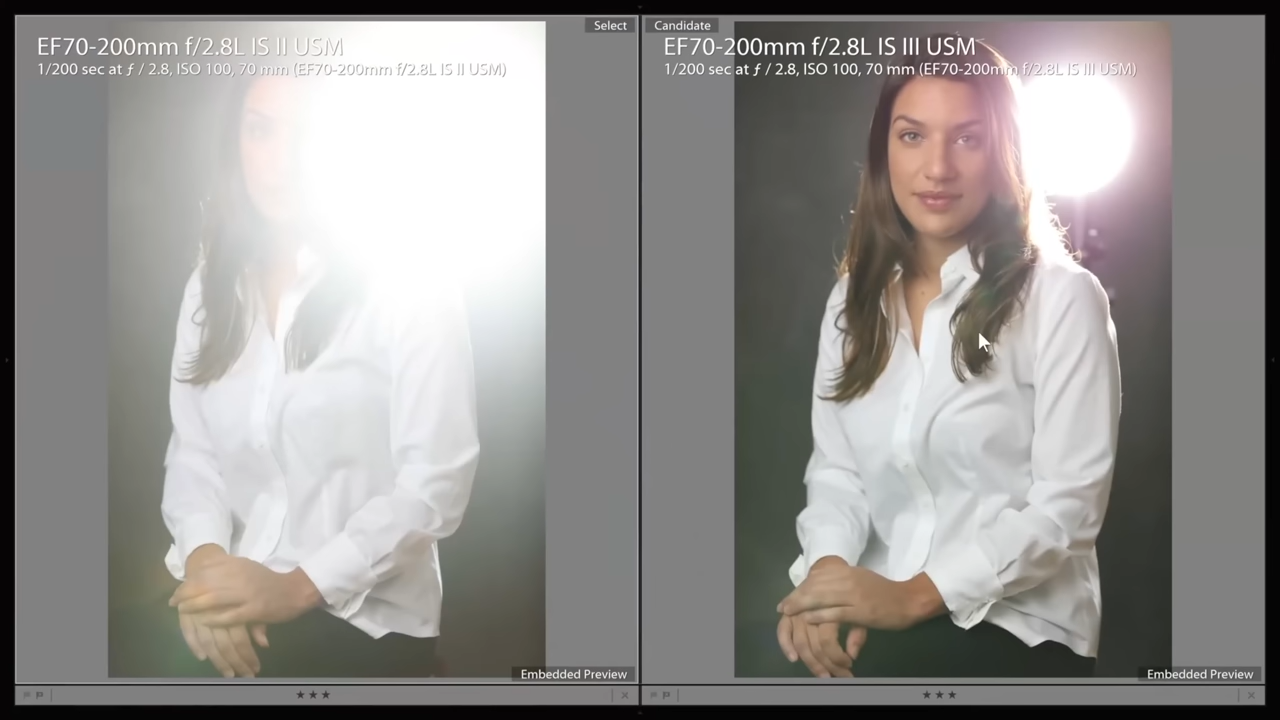 Select
EF70-200mm f/2.8L IS II USM
1/200 sec at ƒ / 2.8, ISO 100, 70 mm (EF70-200mm f/2.8L IS II USM)
Embedded Preview
Candidate
EF70-200mm f/2.8L IS III USM
1/200 sec at ƒ / 2.8, ISO 100, 70 mm (EF70-200mm f/2.8L IS III USM)
Embedded Preview